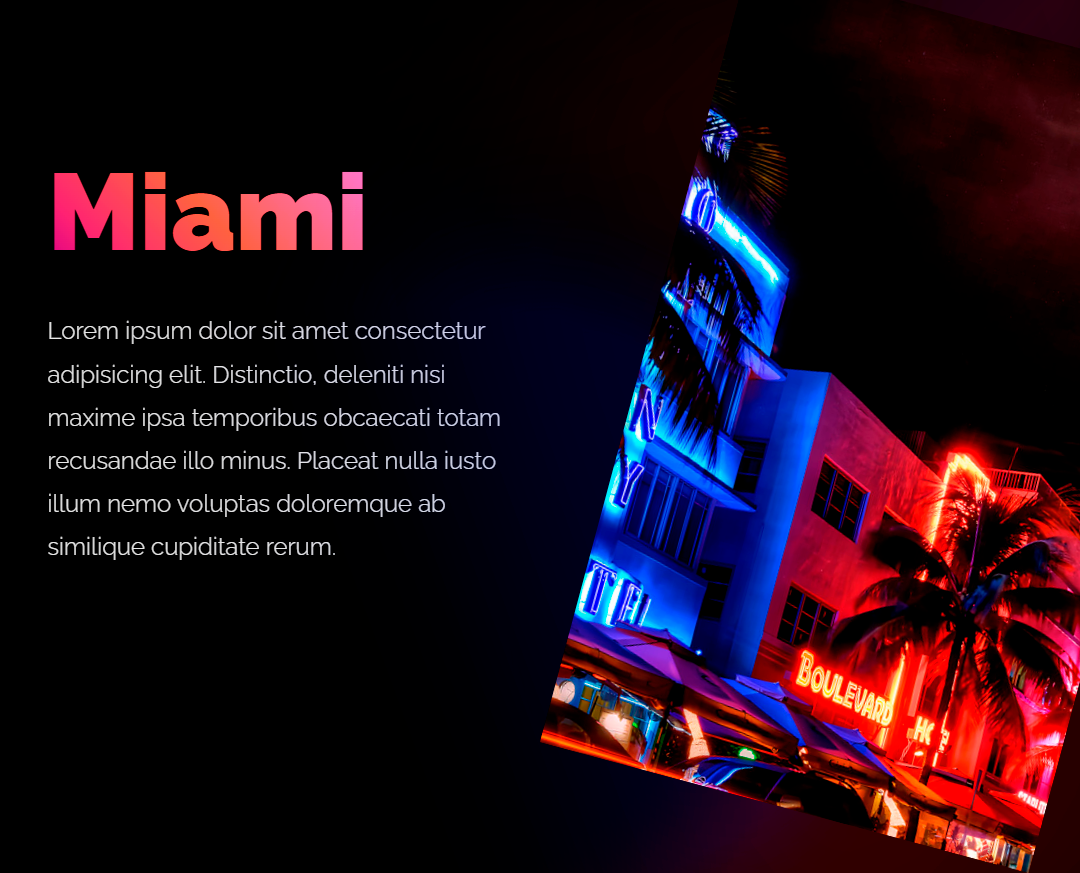 Miami
Lorem ipsum dolor sit amet consectetur
adipisicing elit. Distinctio, deleniti nisi
maxime ipsa temporibus obcaecati totam
recusandae illo minus. Placeat nulla iusto
illum nemo voluptas doloremque ab
similique cupiditate rerum.
O
N
Y
TEL
BOULEVARD